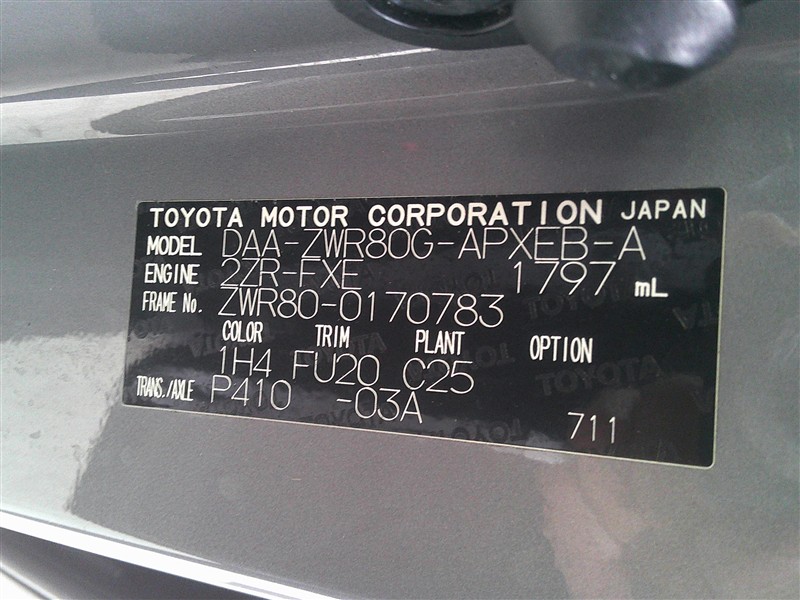 TOYOTA MOTOR CORPORATION JAPAN
MODEL DAA-ZWR80G-APXEB-A
ENGINE 2ZR-FXE 1797 mL
FRAME No. ZWR80-0170783
COLOR TRIM PLANT OPTION
1H4 FU20 C25
TRANS./AXLE P410 -03A
711